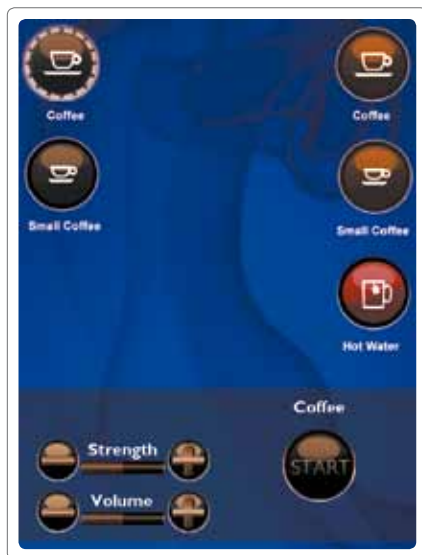 Coffee
Coffee
Small Coffee
Small Coffee
Hot Water
Coffee
Strength
START
Volume